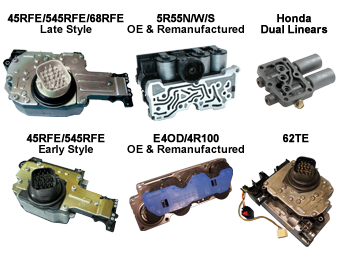 45RFE/545RFE/68RFE
Late Style
5R55N/W/S
OE & Remanufactured
Honda
Dual Linears
45RFE/545RFE
Early Style
E4OD/4R100
OE & Remanufactured
62TE